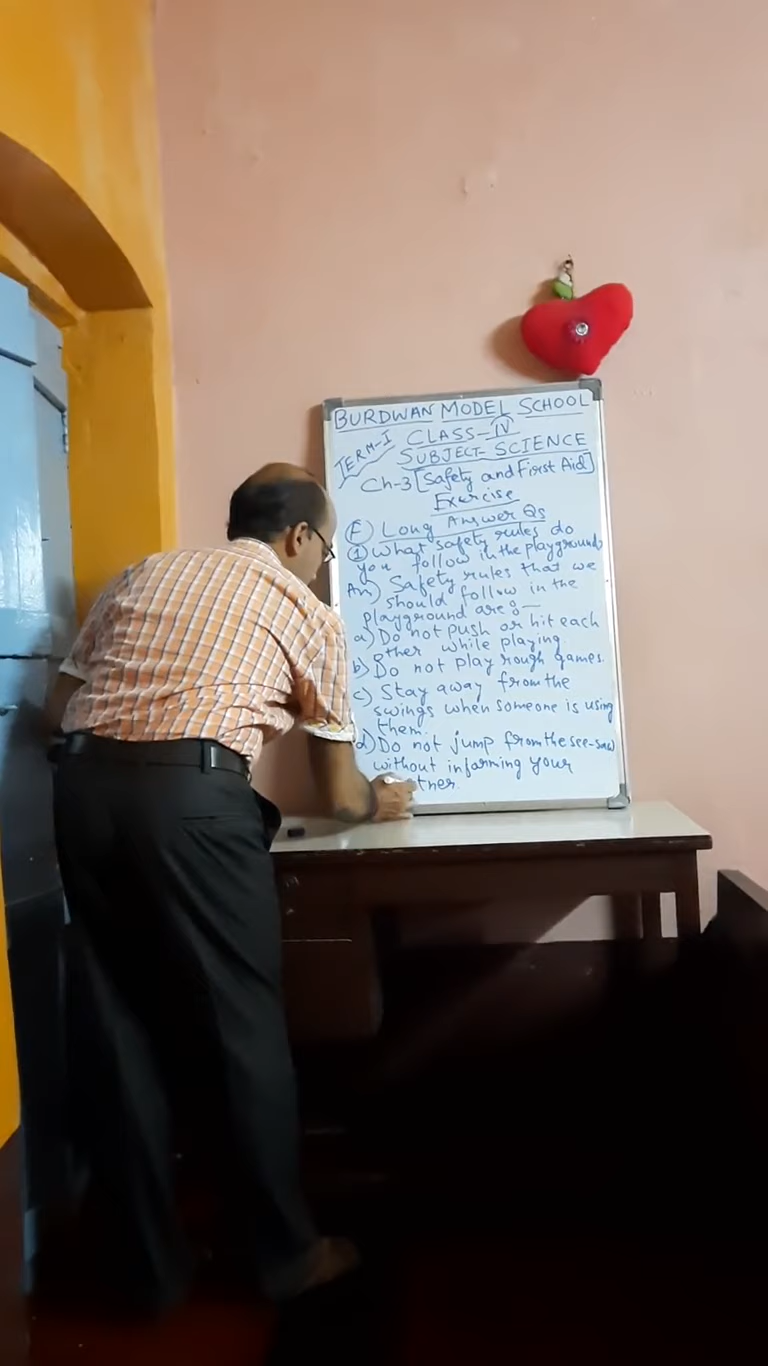 BURDWAN MODEL SCHOOL
TERM-I CLASS-IV
SUBJECT-SCIENCE
Ch-3 [Safety and First Aid]
Exercise
(F) Long Answer Qs
(1) What safety rules do
you follow in the playground
Ans) Safety rules that we
should follow in the
playground are:-
a) Do not push or hit each
other while playing
b) Do not play rough games.
c) Stay away from the
swings when someone is using
them.
d) Do not jump from the see-saw
without informing your
tner.